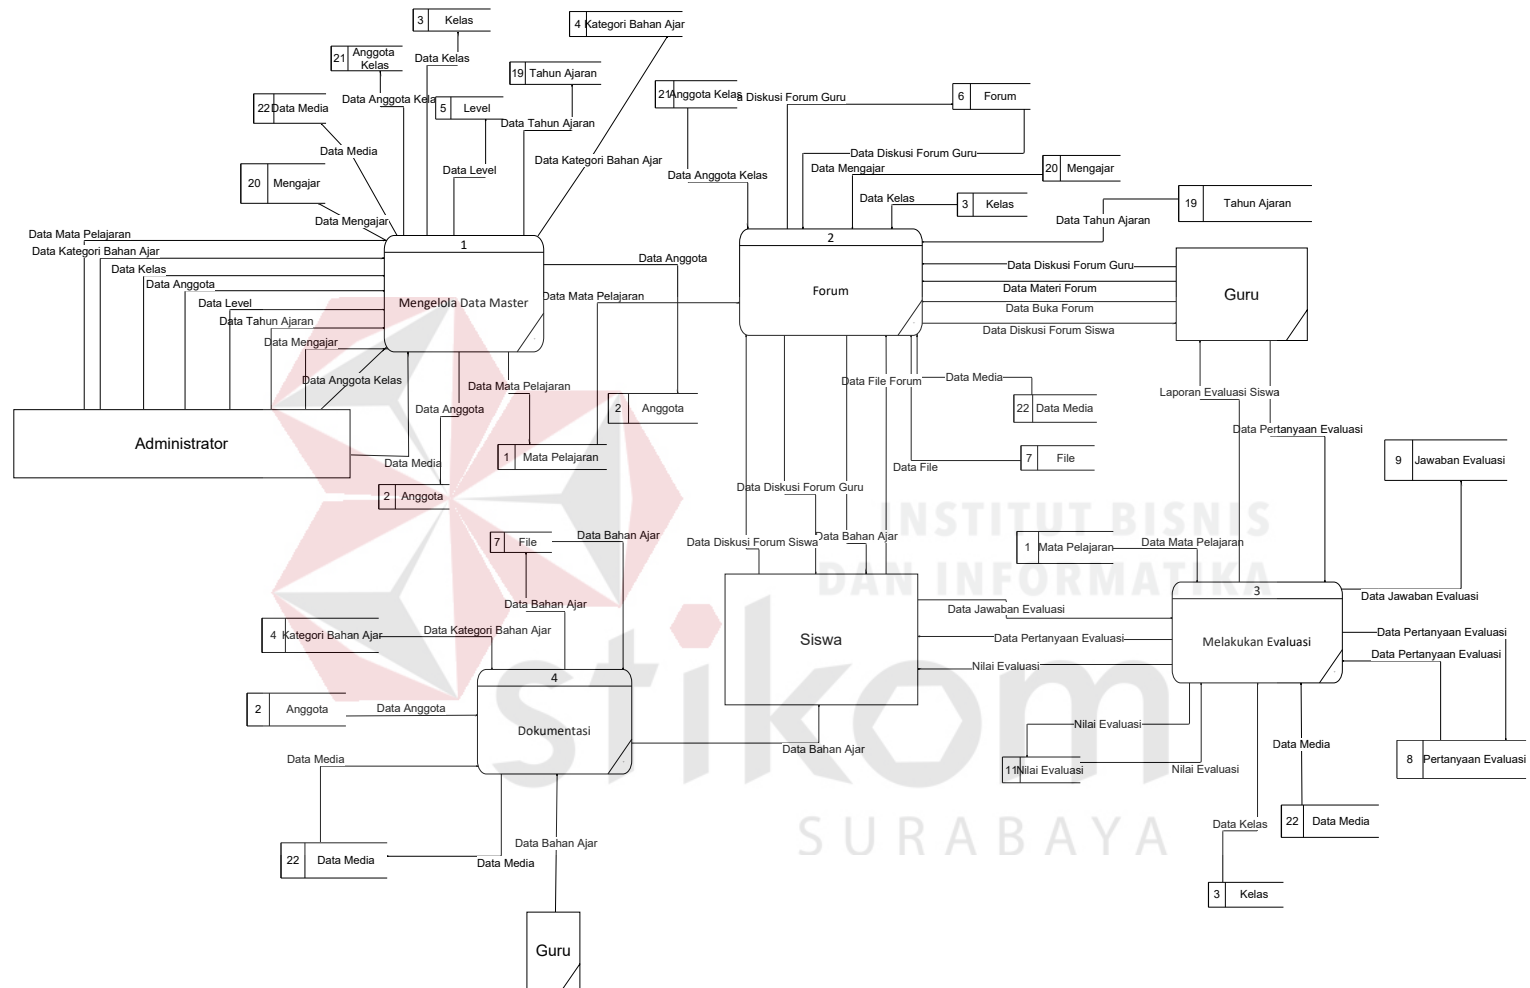 3 Kelas
4 Kategori Bahan Ajar
21 Anggota Kelas
Data Kelas
19 Tahun Ajaran
22 Data Media
Data Anggota Kela
5 Level
Data Tahun Ajaran
Data Media
Data Level
Data Kategori Bahan Ajar
20 Mengajar
Data Mengajar
21 Anggota Kelas
a Diskusi Forum Guru
6 Forum
Data Diskusi Forum Guru
Data Mengajar
20 Mengajar
Data Anggota Kelas
Data Kelas
3 Kelas
19 Tahun Ajaran
Data Tahun Ajaran
Data Mata Pelajaran
Data Kategori Bahan Ajar
Data Kelas
Data Anggota
Data Level
Data Tahun Ajaran
Data Mengajar
Data Anggota Kelas
1
Mengelola Data Master
Data Anggota
Data Mata Pelajaran
2
Forum
Data Diskusi Forum Guru
Data Materi Forum
Data Buka Forum
Data Diskusi Forum Siswa
Guru
Administrator
Data Media
Data Anggota
Data Mata Pelajaran
2 Anggota
1 Mata Pelajaran
2 Anggota
Data File Forum
Data Media
22 Data Media
Data File
7 File
Laporan Evaluasi Siswa
Data Pertanyaan Evaluasi
9 Jawaban Evaluasi
Data Diskusi Forum Guru
Data Diskusi Forum Siswa
Data Bahan Ajar
INSTITUT BISNIS
DAN INFORMATIKA
1 Mata Pelajaran
Data Mata Pelajaran
7 File
Data Bahan Ajar
Data Bahan Ajar
4 Kategori Bahan Ajar
Data Kategori Bahan Ajar
Siswa
Data Jawaban Evaluasi
Data Pertanyaan Evaluasi
Nilai Evaluasi
3
Melakukan Evaluasi
Data Jawaban Evaluasi
Data Pertanyaan Evaluasi
Data Pertanyaan Evaluasi
stikom
2 Anggota
Data Anggota
4
Dokumentasi
Data Bahan Ajar
Data Media
Nilai Evaluasi
11 Nilai Evaluasi
Nilai Evaluasi
Data Media
8 Pertanyaan Evaluasi
SURABAYA
22 Data Media
Data Media
Data Bahan Ajar
Data Kelas
22 Data Media
3 Kelas
Guru